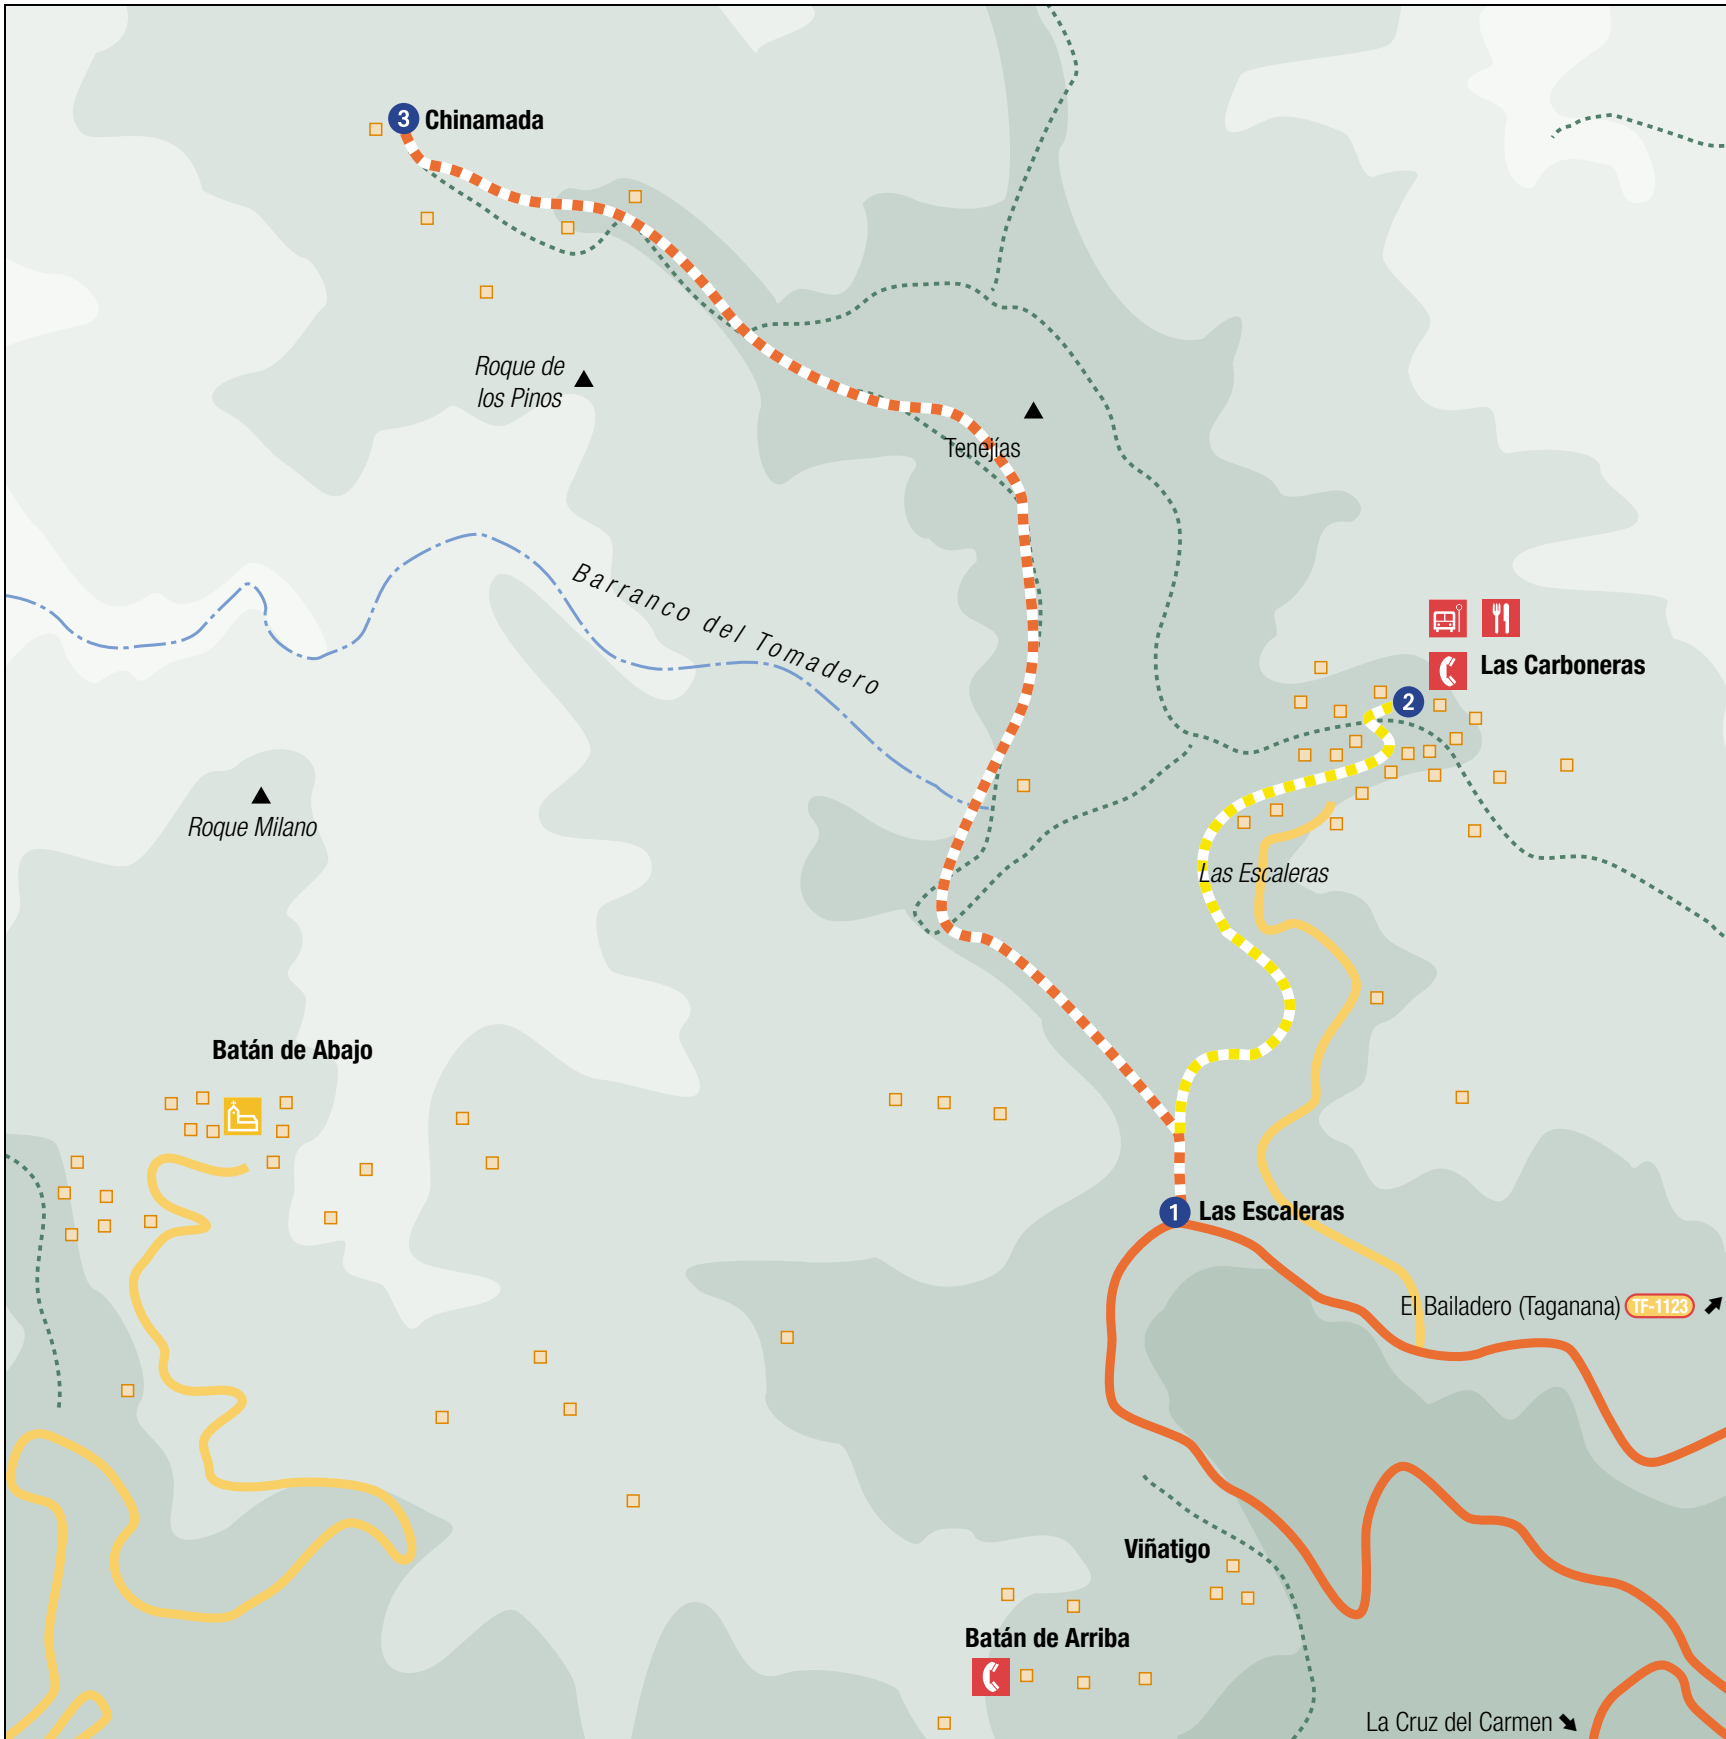 3 Chinamada
Roque de
los Pinos
Tenejías
Barranco del Tomadero
Las Carboneras
2
Roque Milano
Las Escaleras
Batán de Abajo
1 Las Escaleras
El Bailadero (Taganana) TF-1123
Viñatigo
Batán de Arriba
La Cruz del Carmen